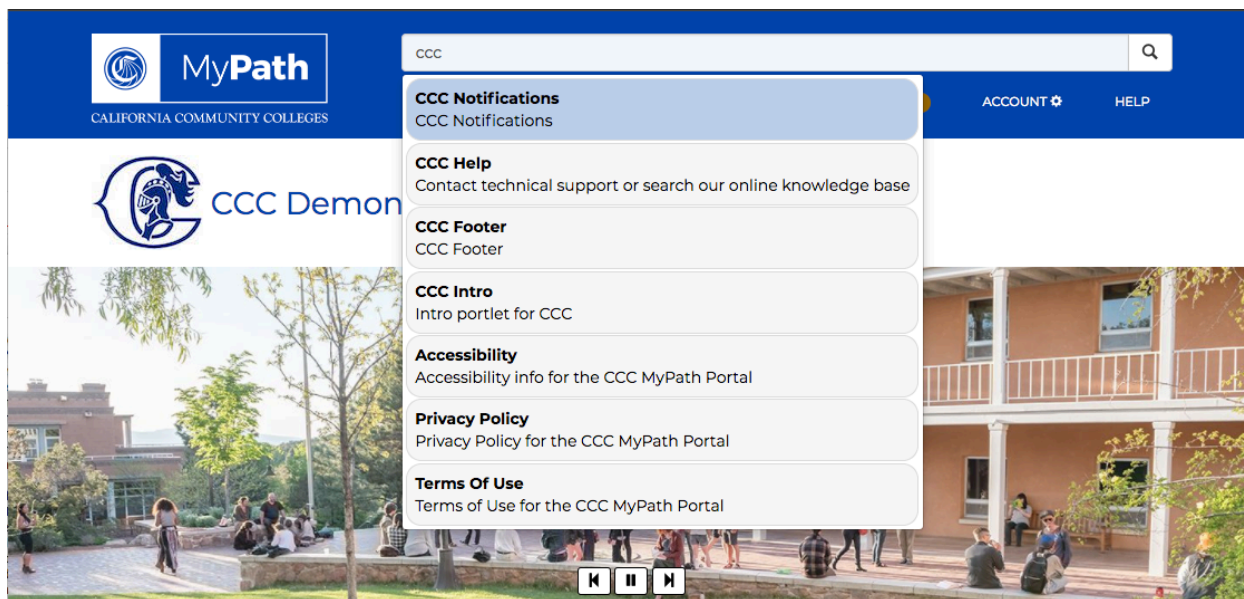 MyPath
CALIFORNIA COMMUNITY COLLEGES
ccc
ACCOUNT
HELP
CCC Demon
CCC Notifications
CCC Notifications
CCC Help
Contact technical support or search our online knowledge base
CCC Footer
CCC Footer
CCC Intro
Intro portlet for CCC
Accessibility
Accessibility info for the CCC MyPath Portal
Privacy Policy
Privacy Policy for the CCC MyPath Portal
Terms Of Use
Terms of Use for the CCC MyPath Portal